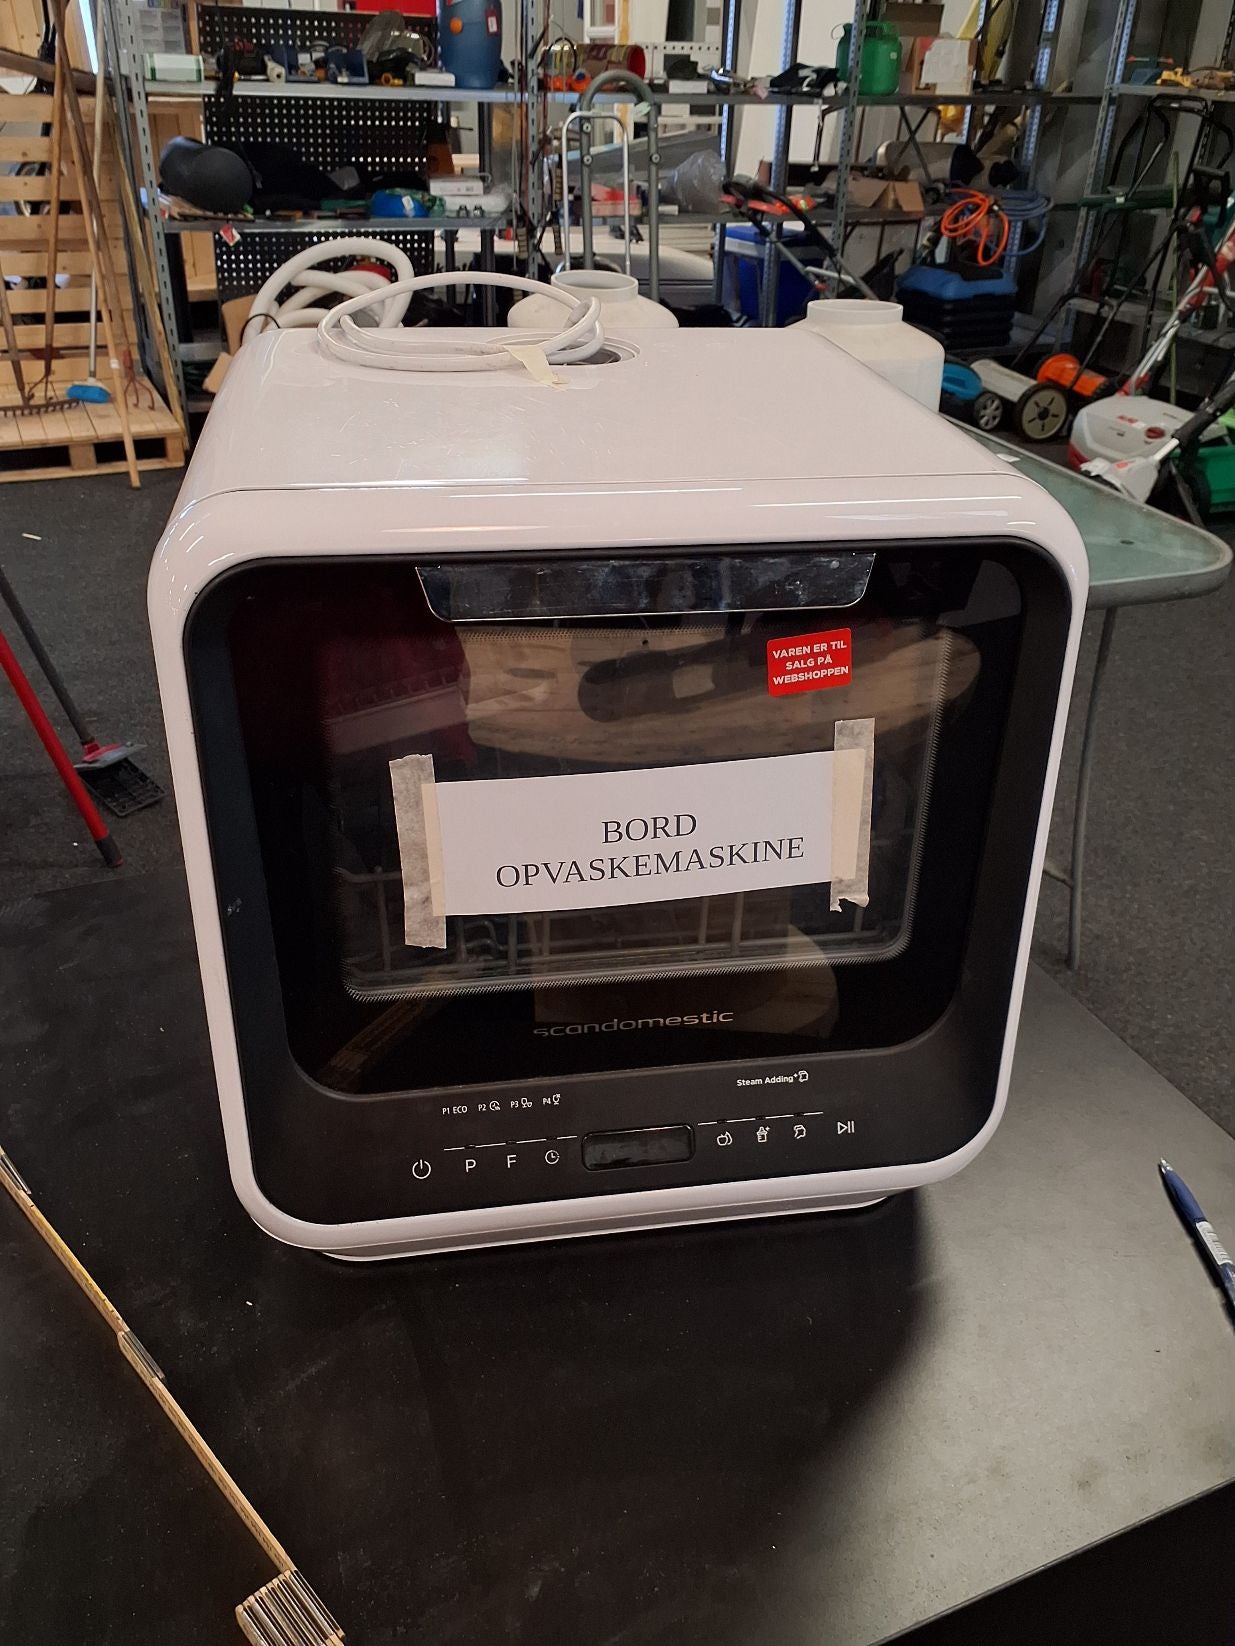 VAREN ER TIL
SALG PÅ
WEBSHOPPEN
BORD
OPVASKEMASKINE
scandomestic
Steam Adding+
P1 ECO P2 P3 P4
P F